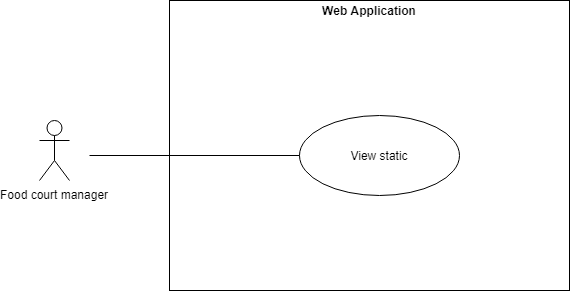 Web Application
View static
Food court manager